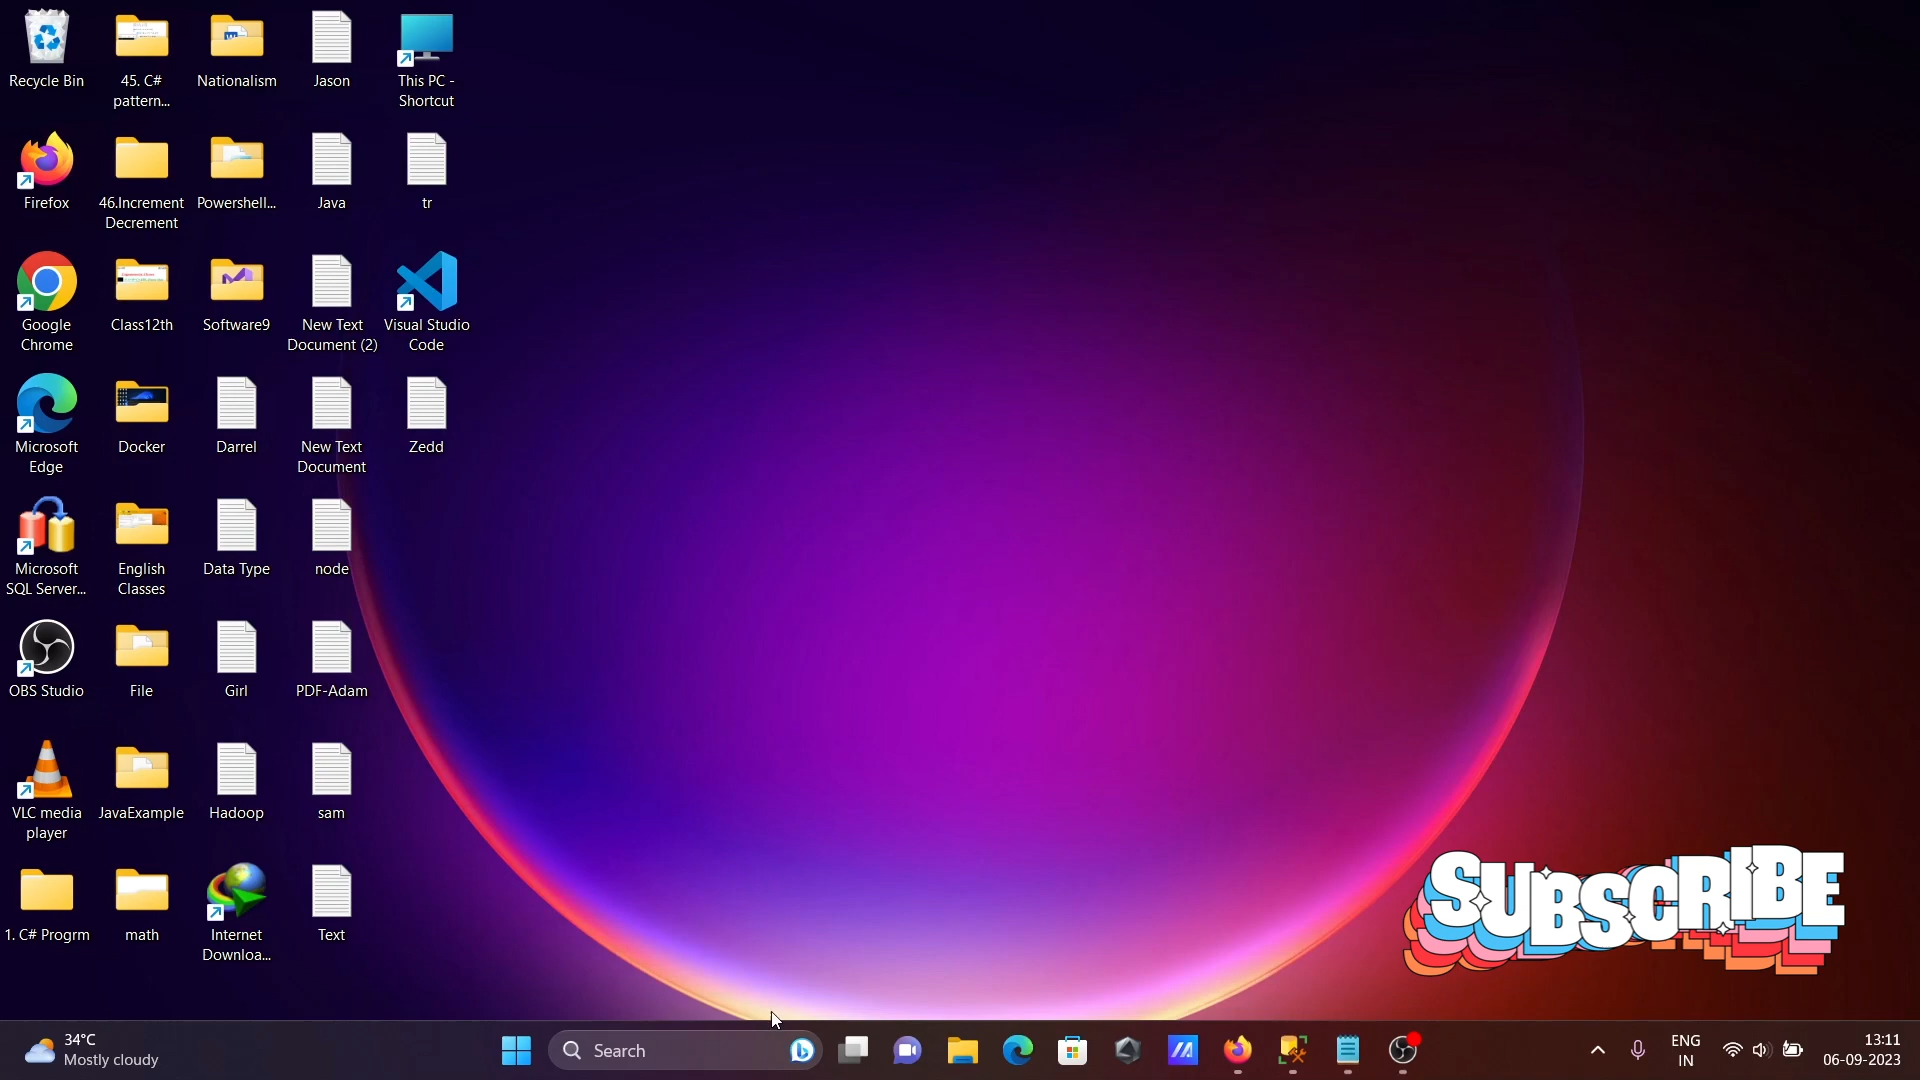 Recycle Bin
45. C#
pattern...
Nationalism
Jason
This PC -
Shortcut
Firefox
46.Increment
Decrement
Powershell...
Java
tr
Google
Chrome
Class12th
Software9
New Text
Document (2)
Visual Studio
Code
Microsoft
Edge
Docker
Darrel
New Text
Document
Zedd
Microsoft
SQL Server...
English
Classes
Data Type
node
OBS Studio
File
Girl
PDF-Adam
VLC media
player
JavaExample
Hadoop
sam
1. C# Progrm
math
Internet
Downloa...
Text
SUBSCRIBE
34°C
Mostly cloudy
Search
ENG
IN
13:11
06-09-2023